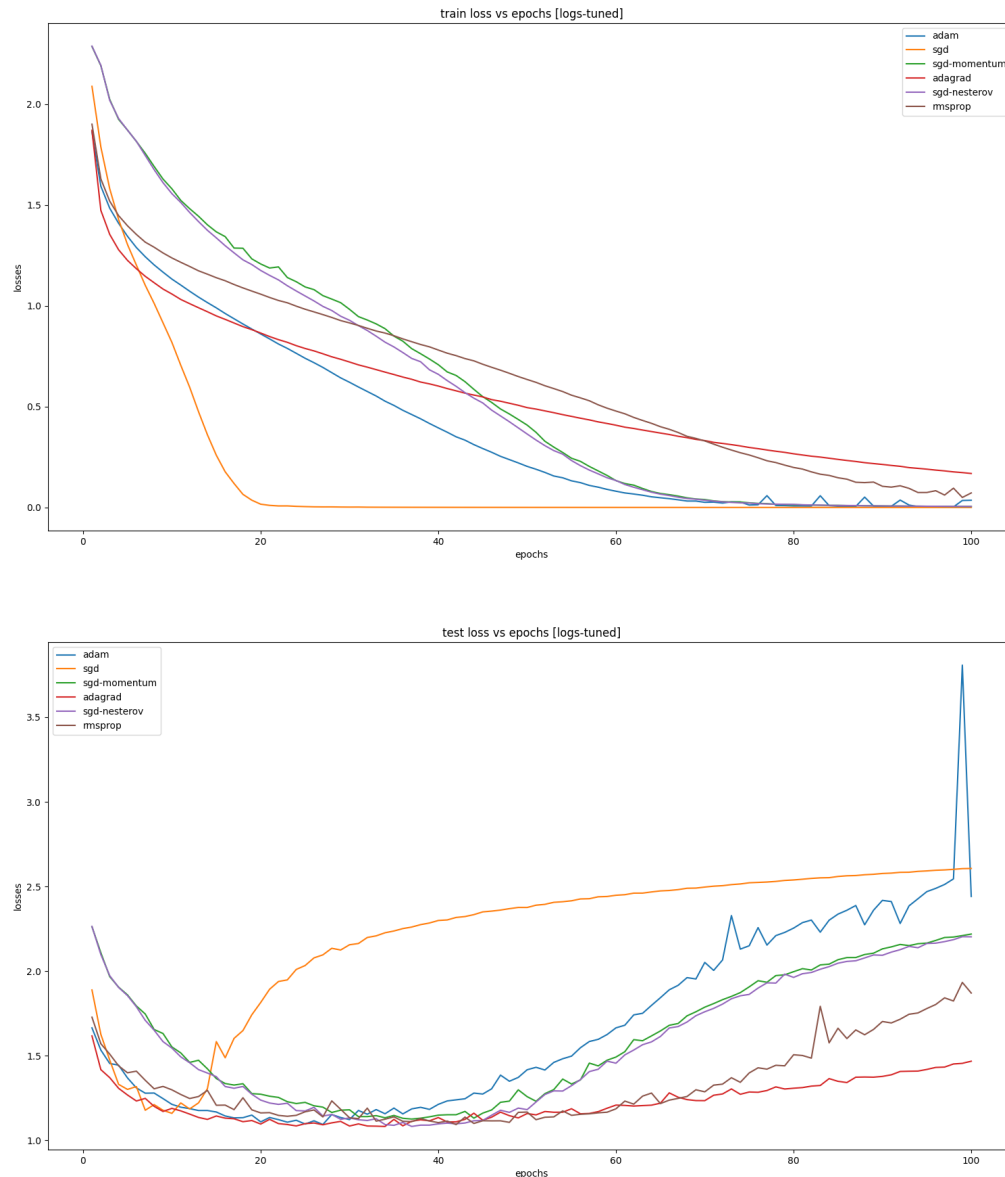 train loss vs epochs [logs-tuned]
adam
sgd
sgd-momentum
adagrad
sgd-nesterov
rmsprop
losses
2.0
1.5
1.0
0.5
0.0
0
20
40
60
80
100
epochs
test loss vs epochs [logs-tuned]
adam
sgd
sgd-momentum
adagrad
sgd-nesterov
rmsprop
losses
3.5
3.0
2.5
2.0
1.5
1.0
0
20
40
60
80
100
epochs